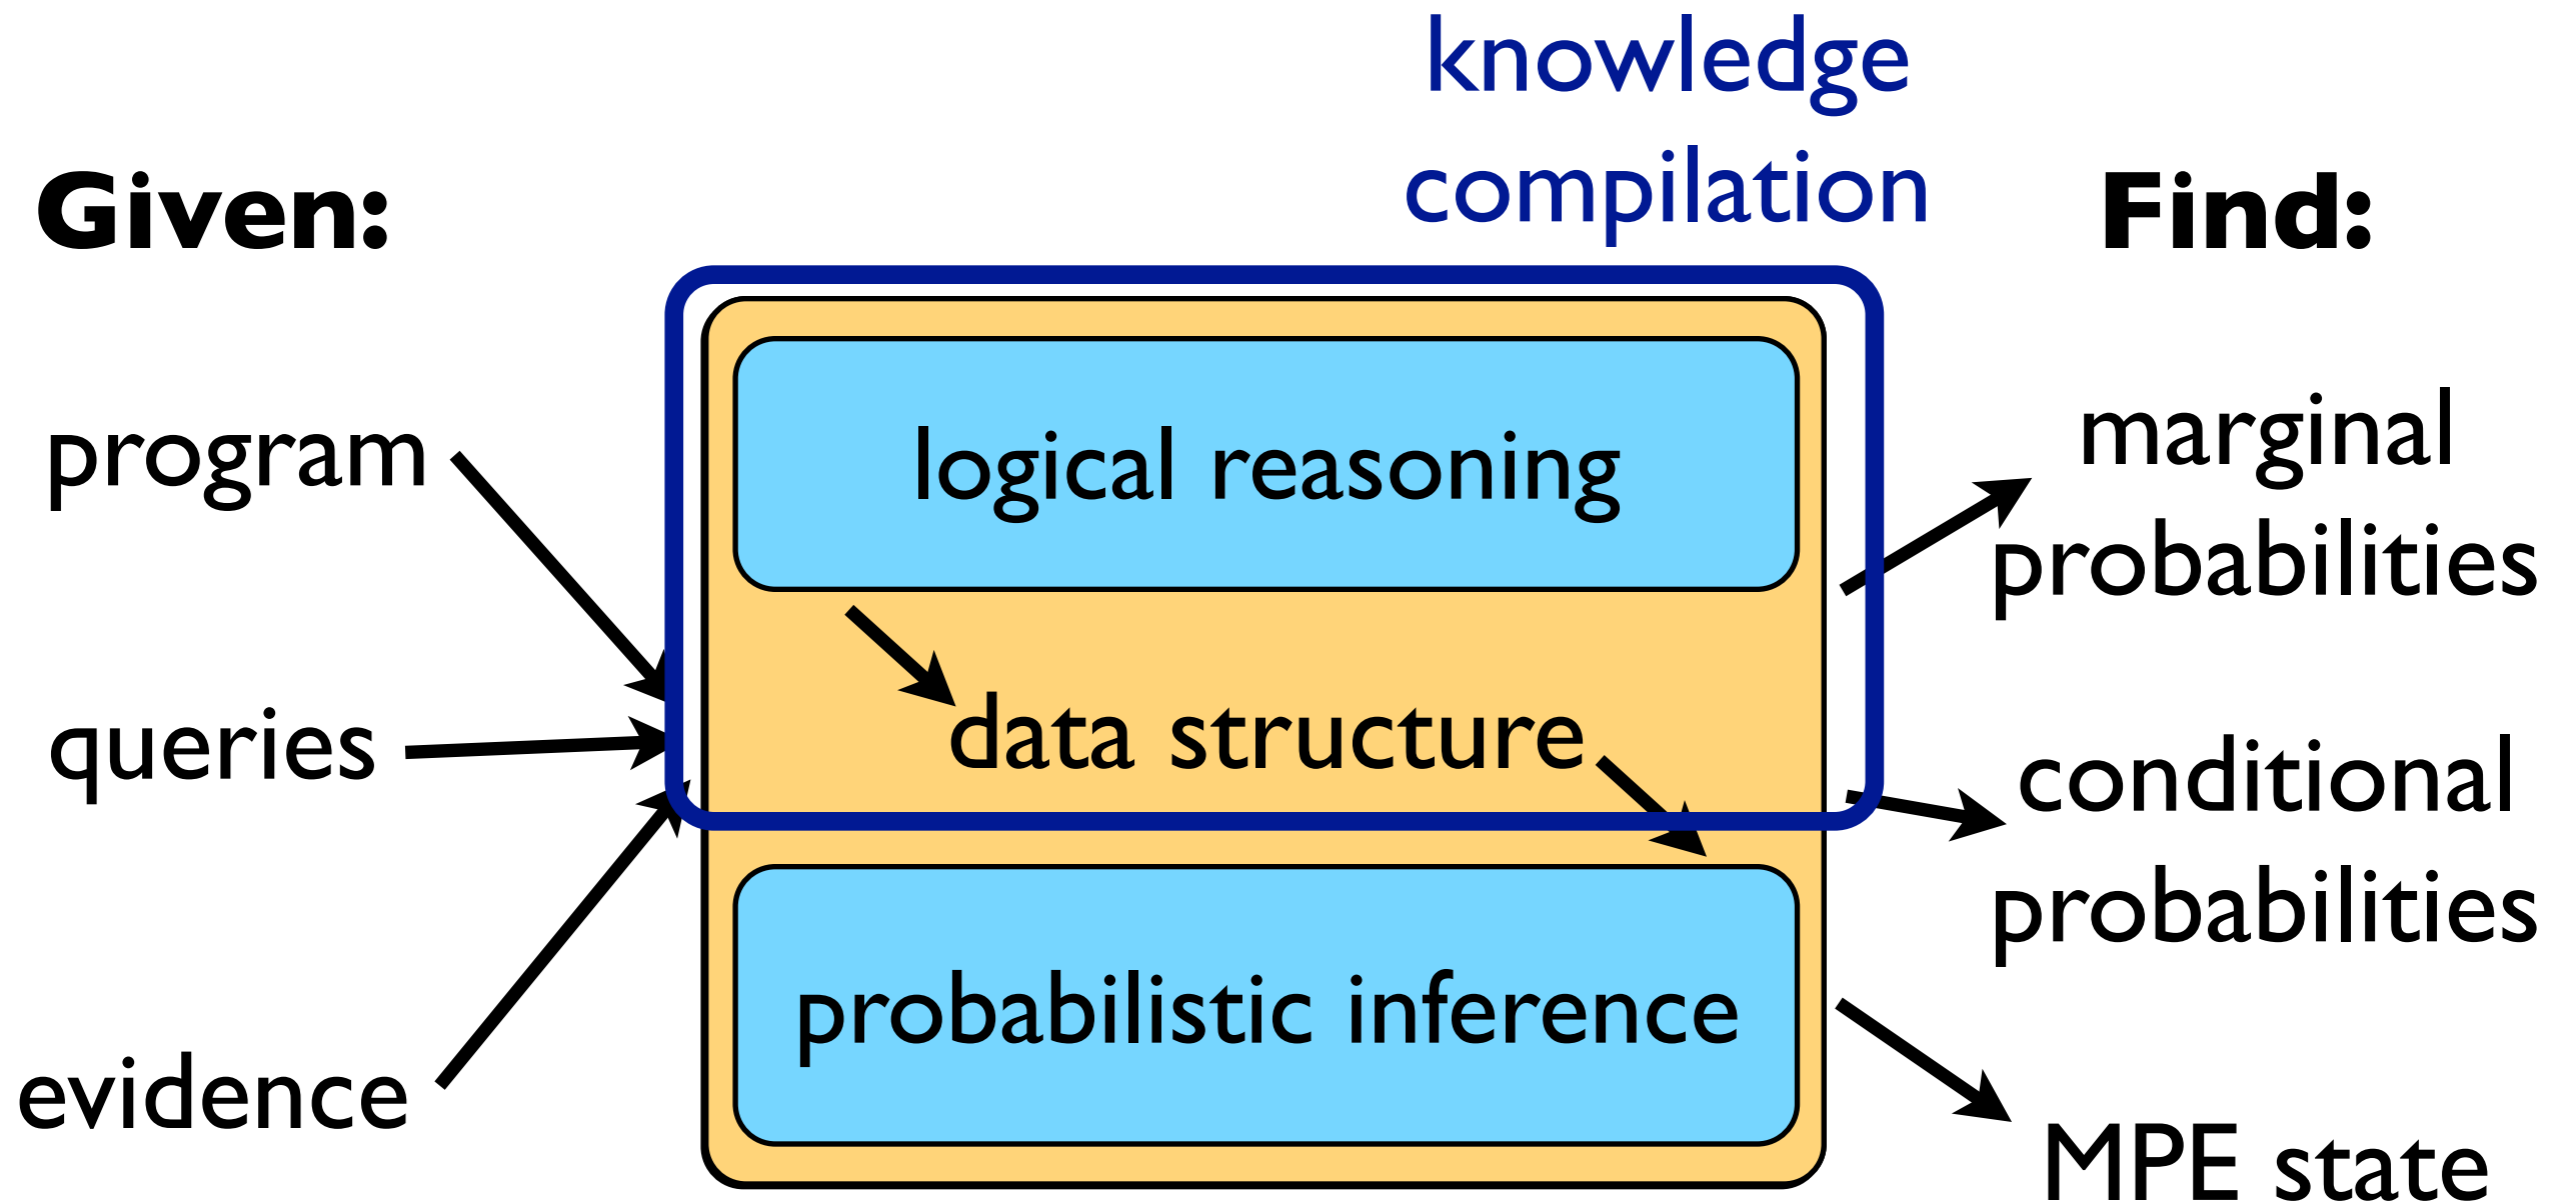 knowledge
compilation
Given:
Find:
program
queries
evidence
logical reasoning
data structure
probabilistic inference
marginal
probabilities
conditional
probabilities
MPE state